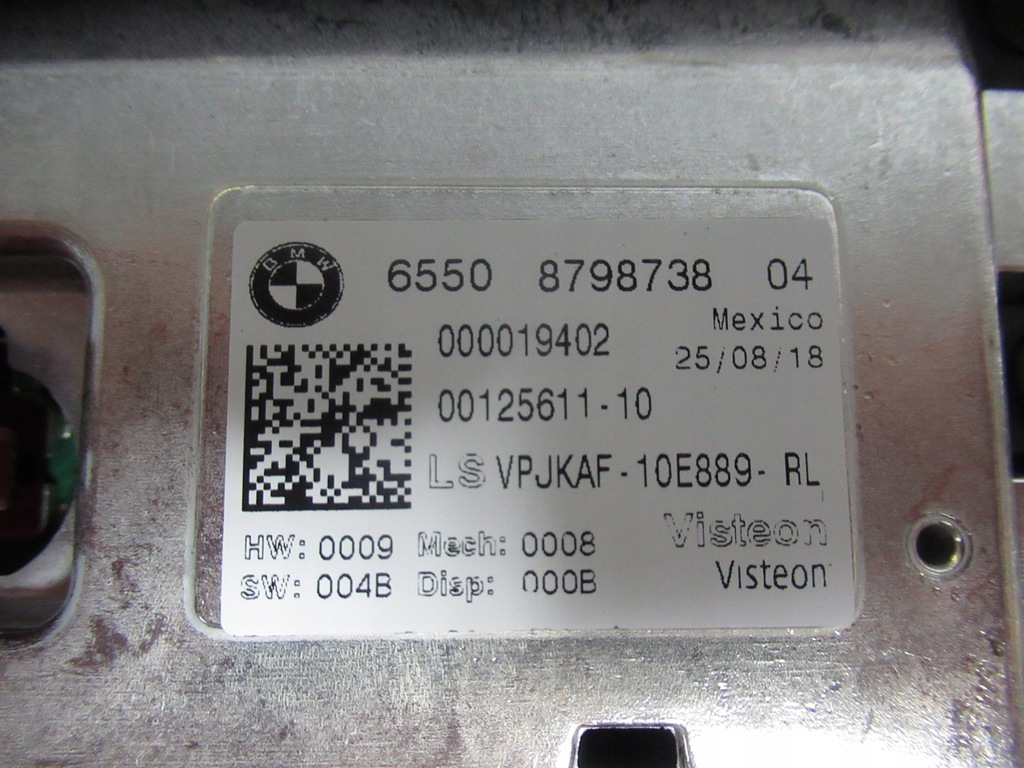 BMW
6550 8798738 04
Mexico
000019402
25/08/18
00125611-10
LS VPJKAF-10E889-RL
Visteon
HW: 0009 Mech: 0008
Visteon
SW: 004B Disp: 000B